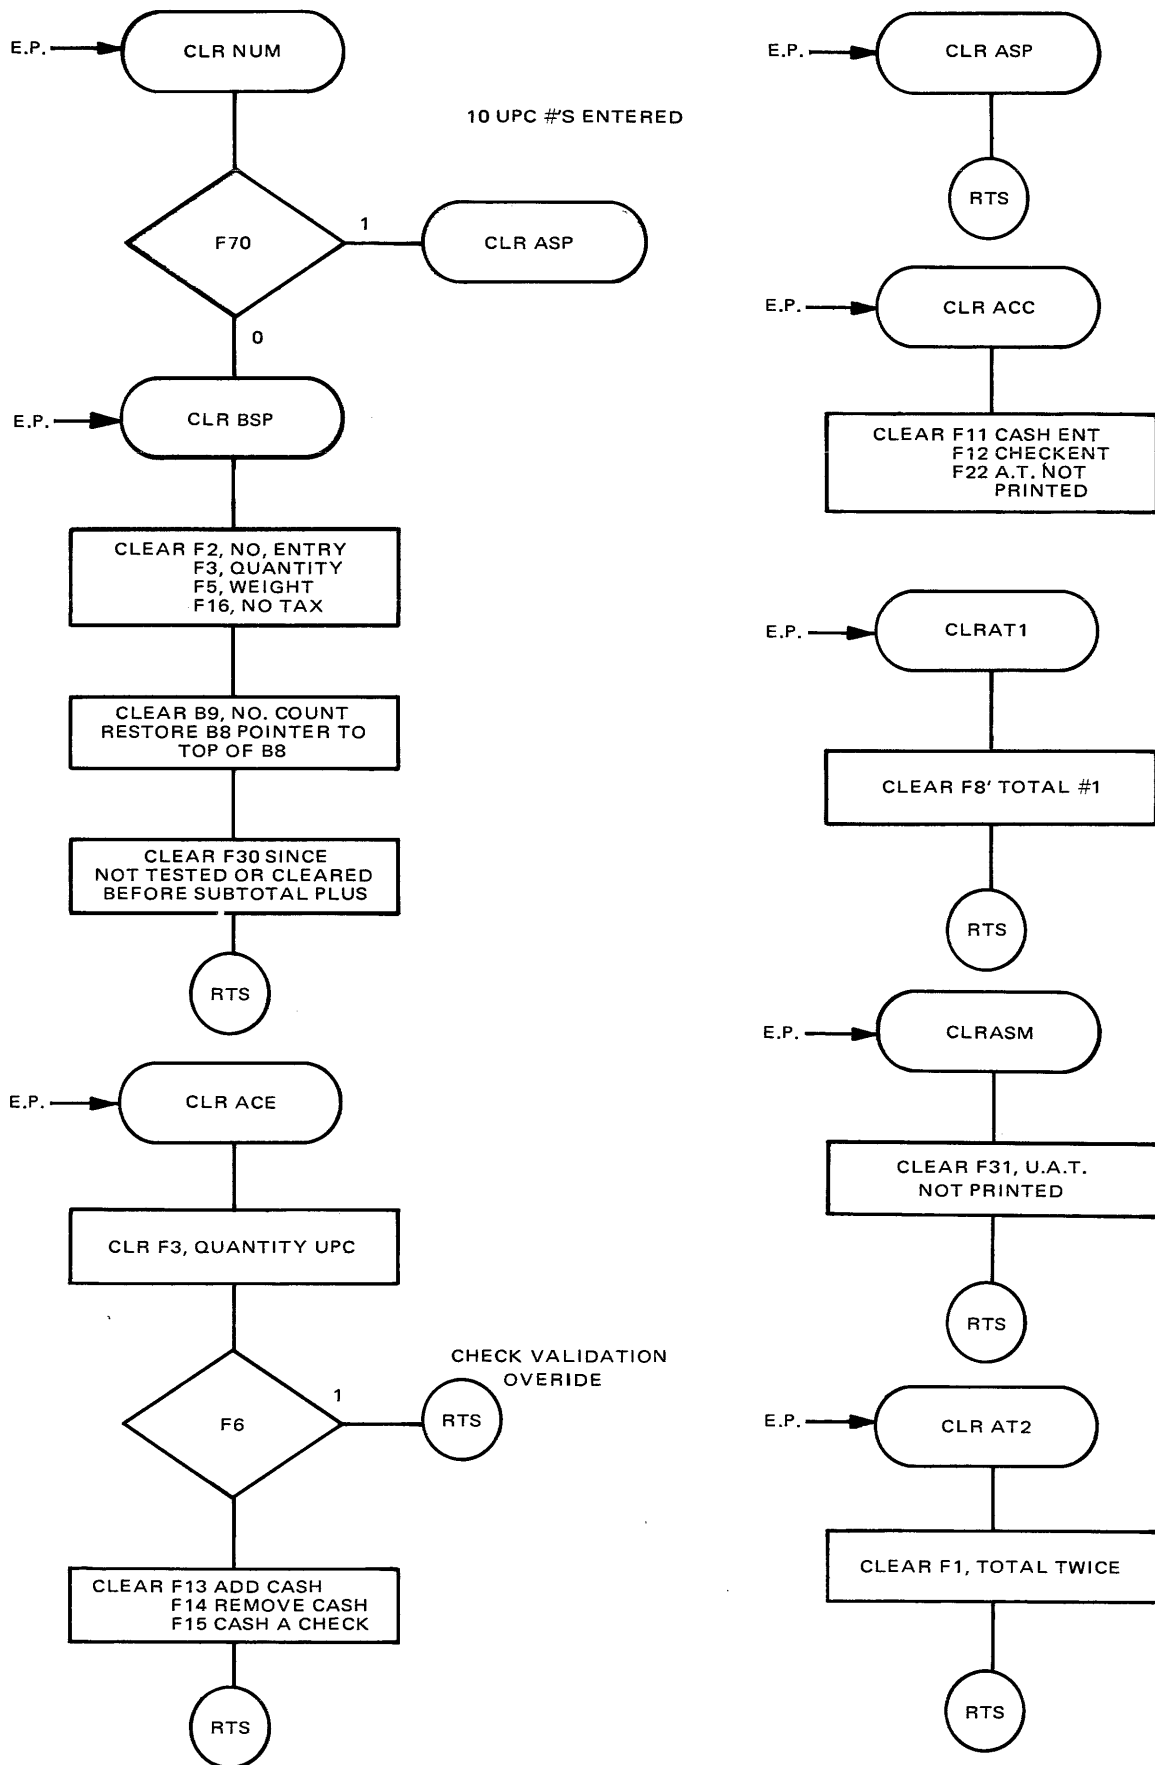 E.P.
CLR NUM
10 UPC #'S ENTERED
F70
1
CLR ASP
0
E.P.
CLR BSP
CLEAR F2, NO, ENTRY
F3, QUANTITY
F5, WEIGHT
F16, NO TAX
CLEAR B9, NO. COUNT
RESTORE B8 POINTER TO
TOP OF B8
CLEAR F30 SINCE
NOT TESTED OR CLEARED
BEFORE SUBTOTAL PLUS
RTS
E.P.
CLR ACE
CLR F3, QUANTITY UPC
CHECK VALIDATION
OVERIDE
F6
1
RTS
CLEAR F13 ADD CASH
F14 REMOVE CASH
F15 CASH A CHECK
RTS
E.P.
CLR ASP
RTS
E.P.
CLR ACC
CLEAR F11 CASH ENT
F12 CHECKENT
F22 A.T. NOT
PRINTED
E.P.
CLRAT1
CLEAR F8' TOTAL #1
RTS
E.P.
CLRASM
CLEAR F31, U.A.T.
NOT PRINTED
RTS
E.P.
CLR AT2
CLEAR F1, TOTAL TWICE
RTS